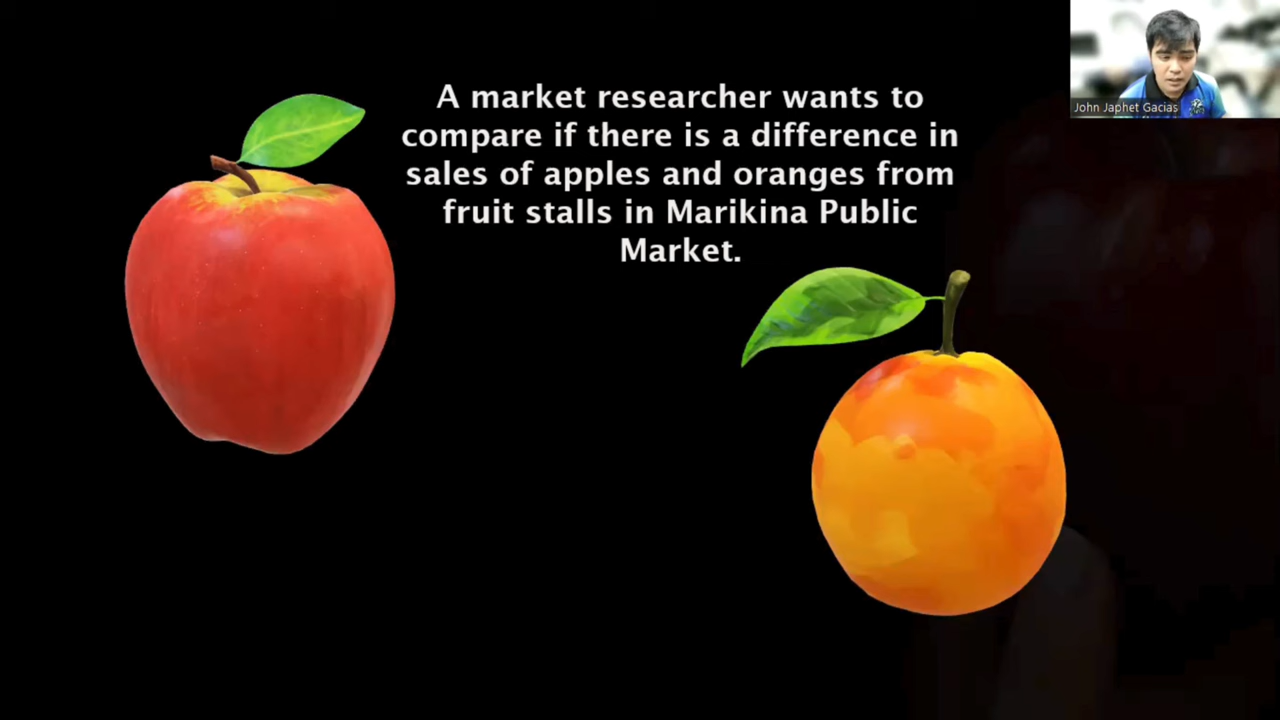 A market researcher wants to
compare if there is a difference in
sales of apples and oranges from
fruit stalls in Marikina Public
Market.
John Japhet Gacias